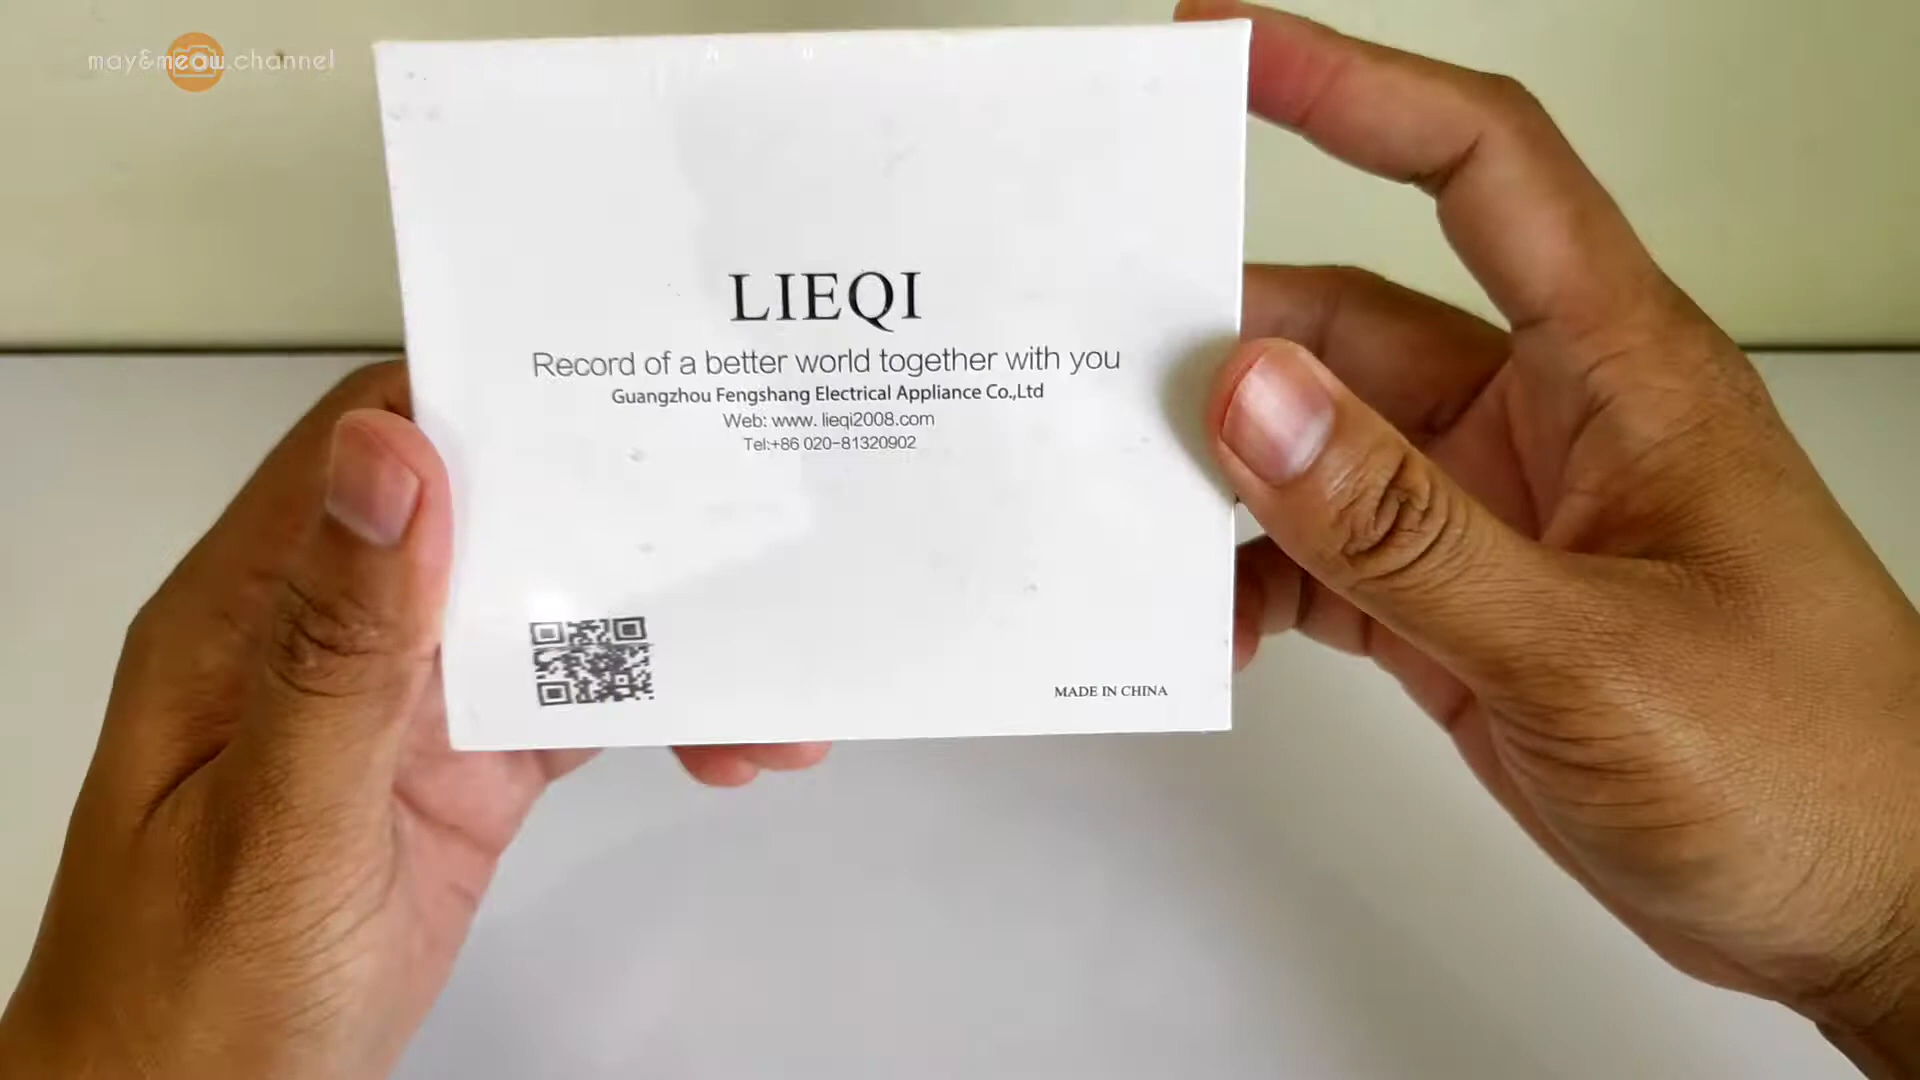 may&meaw.channel
LIEQI
Record of a better world together with you
Guangzhou Fengshang Electrical Appliance Co.,Ltd
Web: www. lieqi2008.com
Tel:+86 020-81320902
MADE IN CHINA